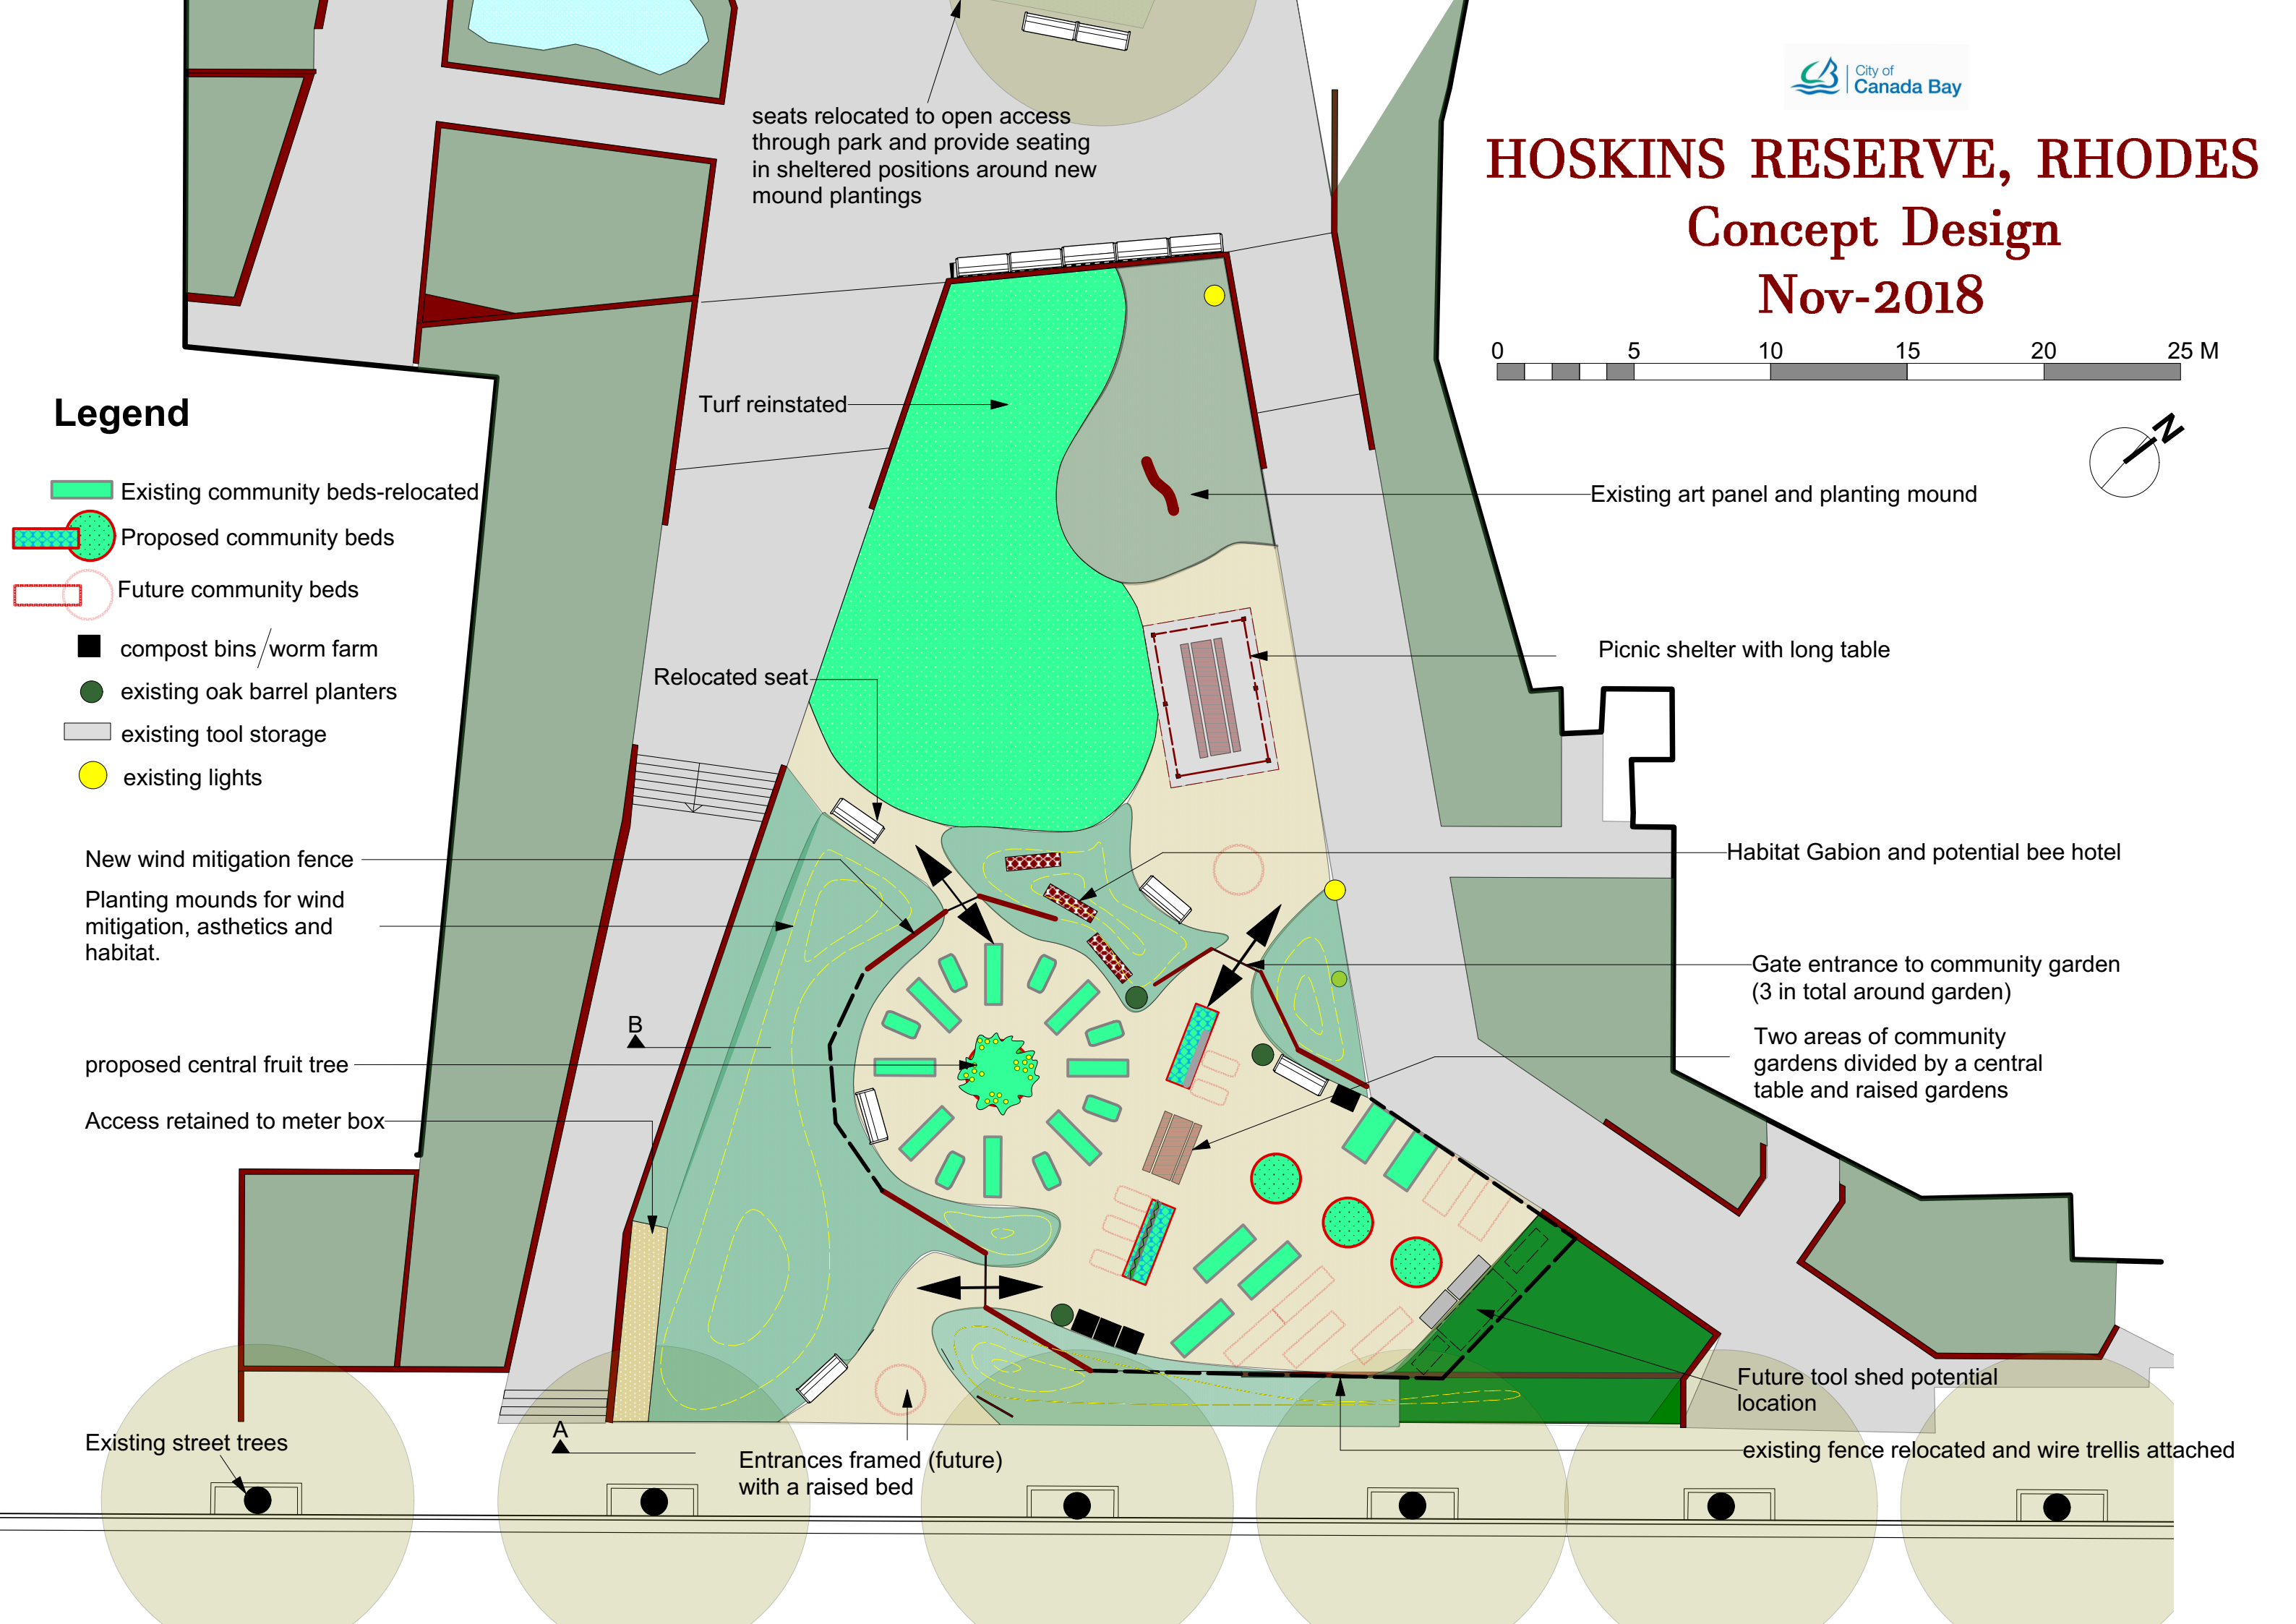 City of
Canada Bay
HOSKINS RESERVE, RHODES
Concept Design
Nov-2018
0 5 10 15 20 25 M
N
seats relocated to open access
through park and provide seating
in sheltered positions around new
mound plantings
Turf reinstated
Existing art panel and planting mound
Picnic shelter with long table
Relocated seat
Legend
Existing community beds-relocated
Proposed community beds
Future community beds
compost bins/worm farm
existing oak barrel planters
existing tool storage
existing lights
New wind mitigation fence
Planting mounds for wind
mitigation, asthetics and
habitat.
B
proposed central fruit tree
Access retained to meter box
Habitat Gabion and potential bee hotel
Gate entrance to community garden
(3 in total around garden)
Two areas of community
gardens divided by a central
table and raised gardens
Future tool shed potential
location
existing fence relocated and wire trellis attached
A
Existing street trees
Entrances framed (future)
with a raised bed